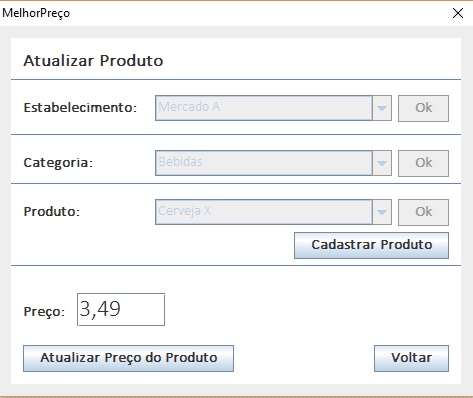 MelhorPreço
Atualizar Produto
Estabelecimento: Mercado A Ok
Categoria: Bebidas Ok
Produto: Cerveja X Ok
Cadastrar Produto
Preço: 3,49
Atualizar Preço do Produto Voltar